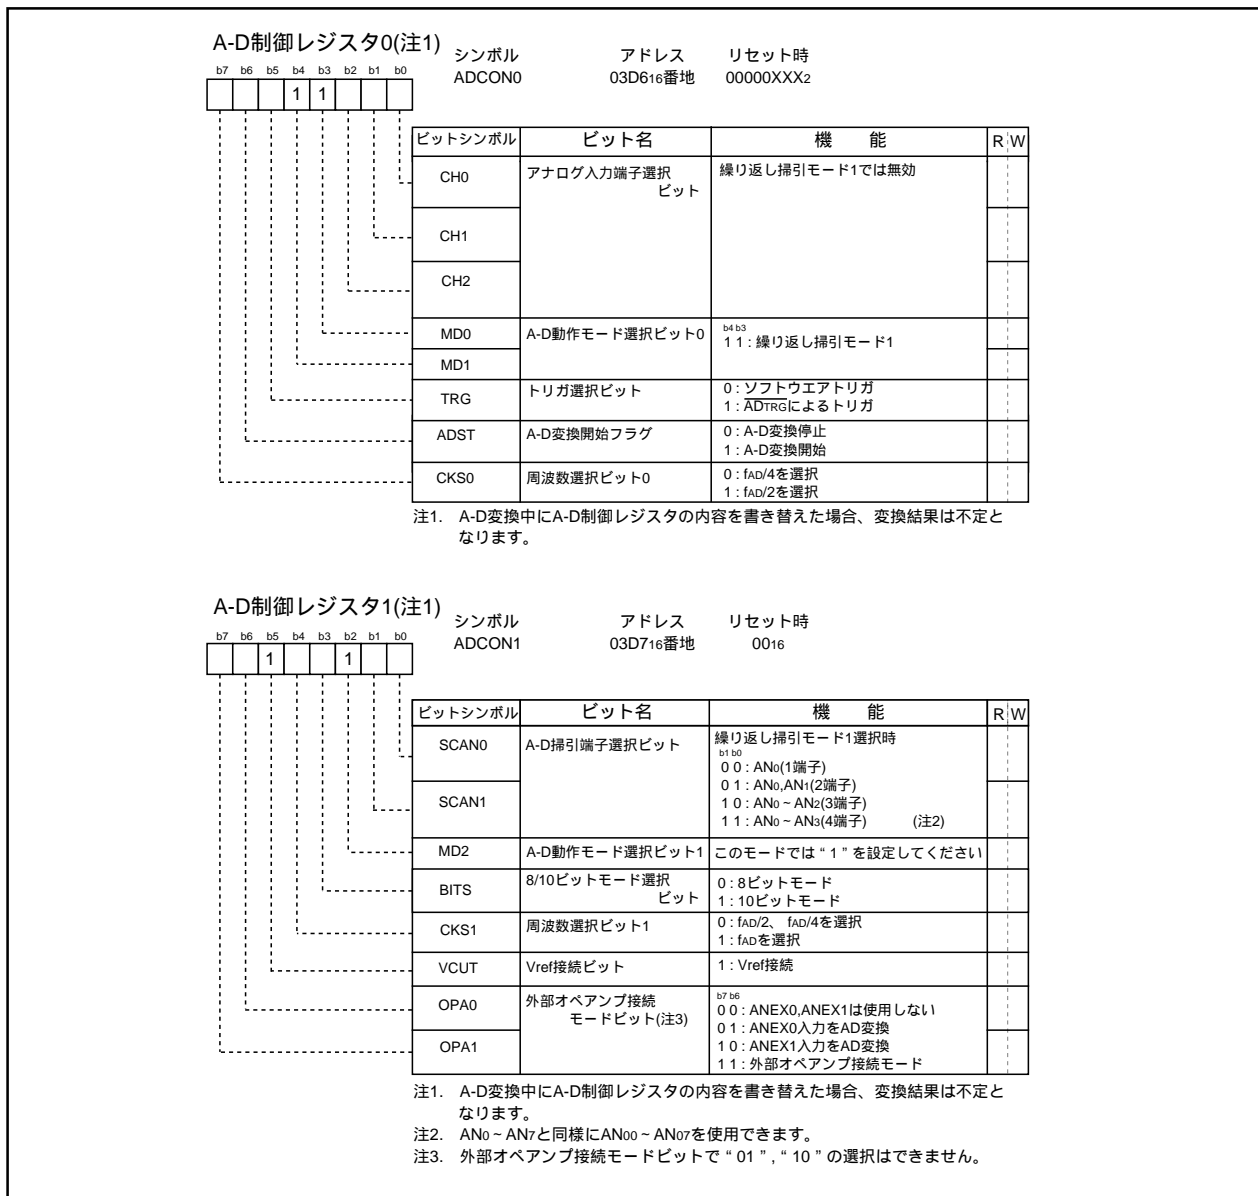 A-D制御レジスタ0(注1)
シンボル アドレス リセット時
ADCON0 03D616番地 00000XXX2
b7 b6 b5 b4 b3 b2 b1 b0
1 1
ビットシンボル ビット名 機 能 R W
CH0 アナログ入力端子選択 繰り返し掃引モード1では無効
ビット
CH1
CH2
MD0 A-D動作モード選択ビット0 b4 b3
1 1 : 繰り返し掃引モード1
MD1
TRG トリガ選択ビット 0 : ソフトウエアトリガ
1 : ADTRGによるトリガ
ADST A-D変換開始フラグ 0 : A-D変換停止
1 : A-D変換開始
CKS0 周波数選択ビット0 0 : fAD/4を選択
1 : fAD/2を選択
注1. A-D変換中にA-D制御レジスタの内容を書き替えた場合、変換結果は不定と
なります。
A-D制御レジスタ1(注1)
シンボル アドレス リセット時
ADCON1 03D716番地 0016
b7 b6 b5 b4 b3 b2 b1 b0
1 1
ビットシンボル ビット名 機 能 R W
SCAN0 A-D掃引端子選択ビット 繰り返し掃引モード1選択時
b1 b0
0 0 : AN0(1端子)
0 1 : AN0,AN1(2端子)
SCAN1 1 0 : AN0 ~ AN2(3端子)
1 1 : AN0 ~ AN3(4端子) (注2)
MD2 A-D動作モード選択ビット1 このモードでは“1”を設定してください
BITS 8/10ビットモード選択 0 : 8ビットモード
ビット 1 : 10ビットモード
CKS1 周波数選択ビット1 0 : fAD/2、 fAD/4を選択
1 : fADを選択
VCUT Vref接続ビット 1 : Vref接続
OPA0 外部オペアンプ接続 b7 b6
モードビット(注3) 0 0 : ANEX0,ANEX1は使用しない
0 1 : ANEX0入力をAD変換
OPA1 1 0 : ANEX1入力をAD変換
1 1 : 外部オペアンプ接続モード
注1. A-D変換中にA-D制御レジスタの内容を書き替えた場合、変換結果は不定と
なります。
注2. AN0 ~ AN7と同様にAN00 ~ AN07を使用できます。
注3. 外部オペアンプ接続モードビットで“01”,“10”の選択はできません。